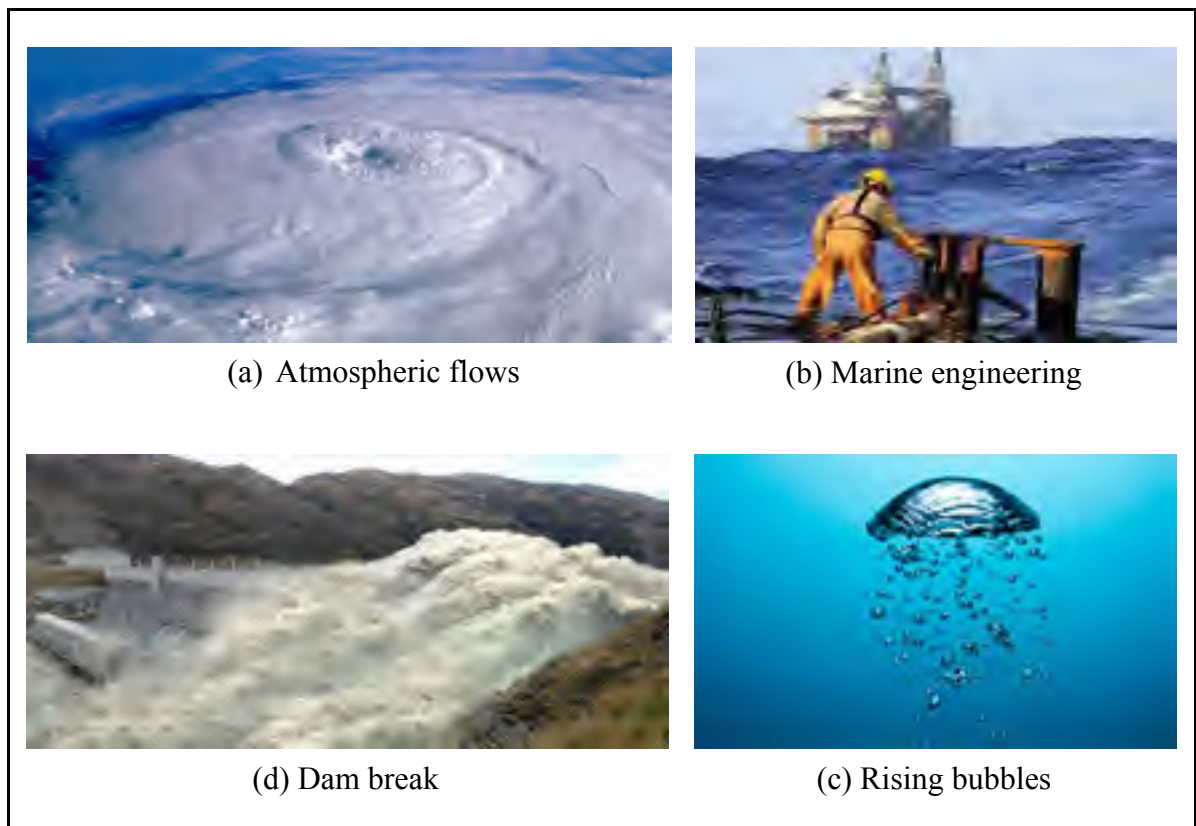 (a) Atmospheric flows
(b) Marine engineering
(d) Dam break
(c) Rising bubbles